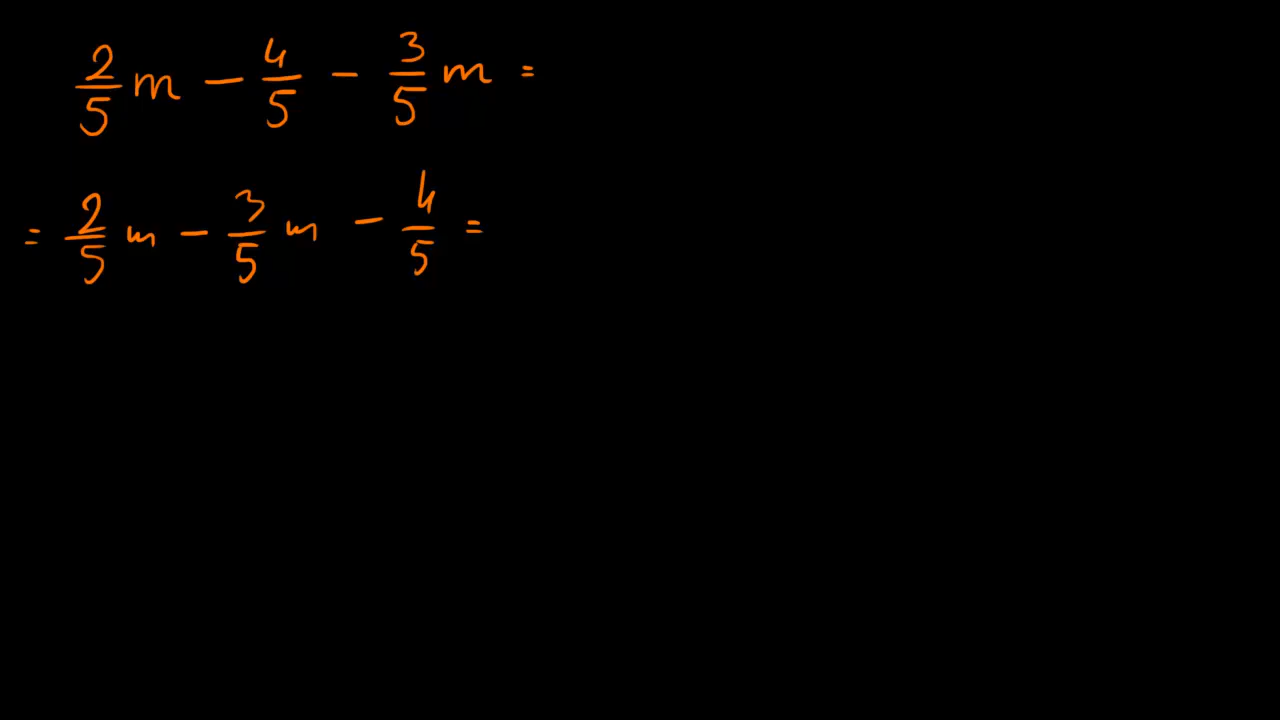 2/5 m - 4/5 - 3/5 m =
= 2/5 m - 3/5 m - 4/5 =